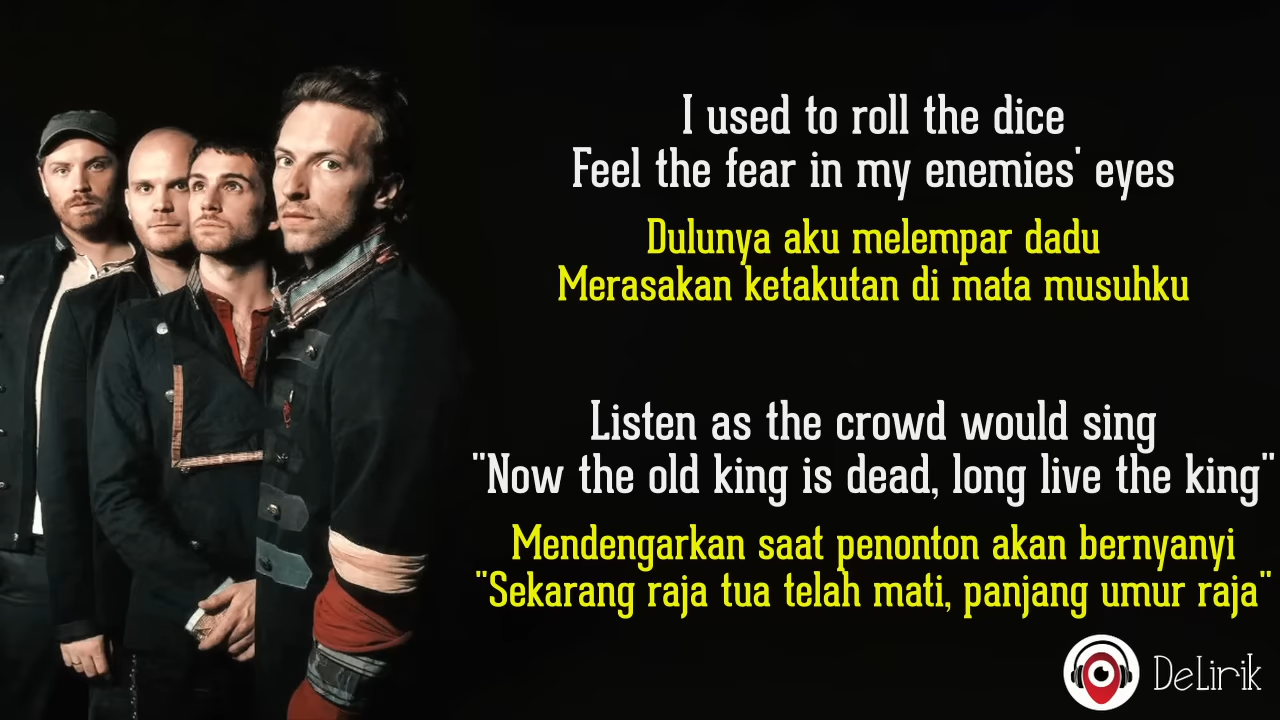 I used to roll the dice
Feel the fear in my enemies' eyes
Dulunya aku melempar dadu
Merasakan ketakutan di mata musuhku
Listen as the crowd would sing
"Now the old king is dead, long live the king"
Mendengarkan saat penonton akan bernyanyi
"Sekarang raja tua telah mati, panjang umur raja"
DeLirik